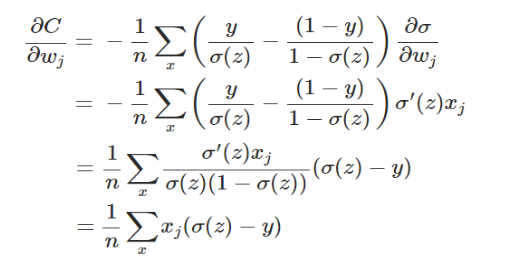 ∂C/∂w_j = − 1/n ∑_x ( y/σ(z) − (1 − y)/(1 − σ(z)) ) ∂σ/∂w_j
= − 1/n ∑_x ( y/σ(z) − (1 − y)/(1 − σ(z)) ) σ′(z)x_j
= 1/n ∑_x σ′(z)x_j/(σ(z)(1 − σ(z))) (σ(z) − y)
= 1/n ∑_x x_j(σ(z) − y)